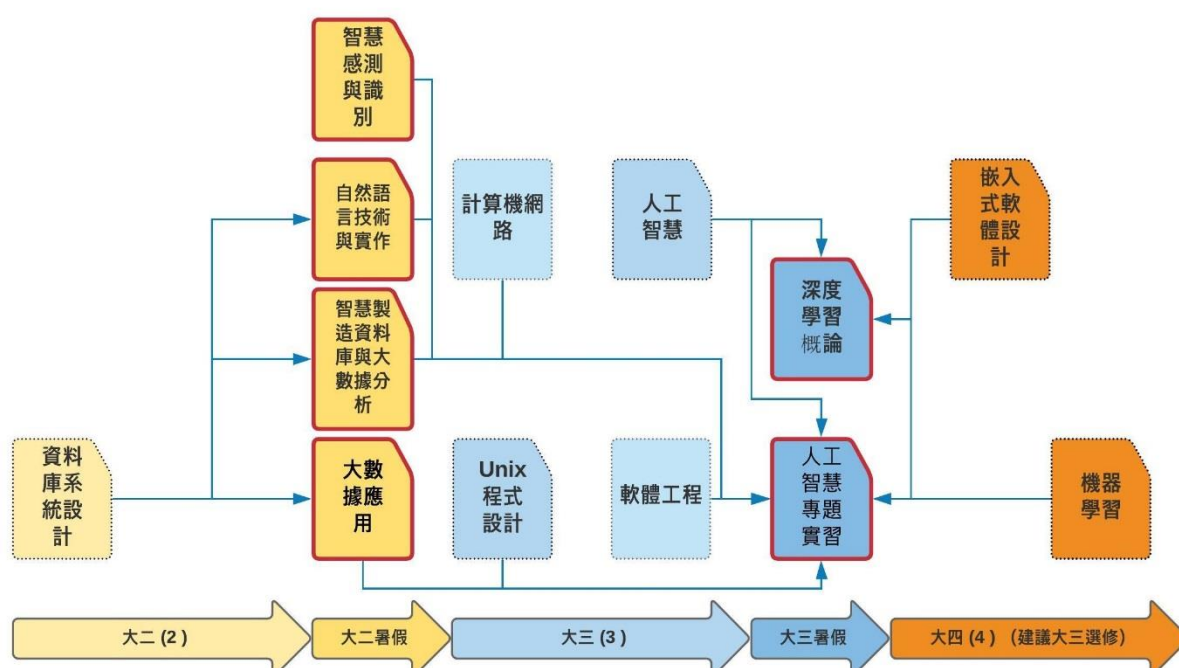 智慧
感測
與識
別
自然語
言技術
與實作
智慧製
造資料
庫與大
數據分
析
資料
庫系
統設
計
大數
據應
用
計算機網
路
Unix
程式
設計
人工
智慧
軟體工程
深度
學習
概論
人工
智慧
專題
實習
嵌入
式軟
體設
計
機器
學習
大二 (2 )
大二暑假
大三 (3 )
大三暑假
大四 (4 ) （建議大三選修）